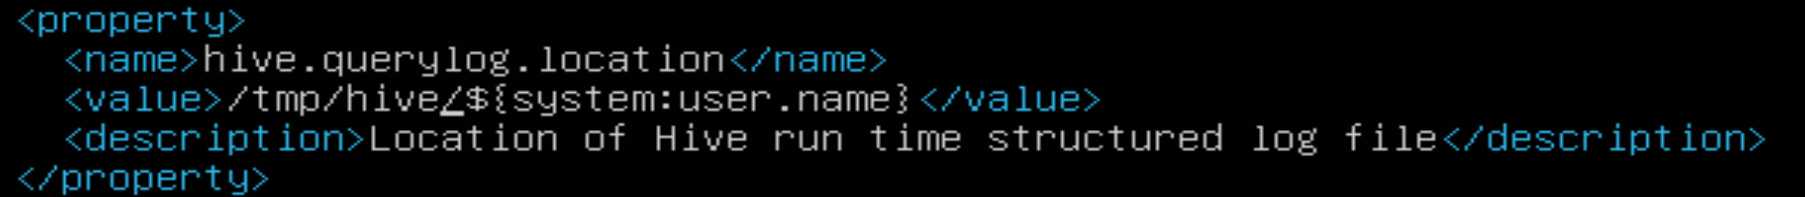 <property>
<name>hive.querylog.location</name>
<value>/tmp/hive/${system:user.name}</value>
<description>Location of Hive run time structured log file</description>
</property>